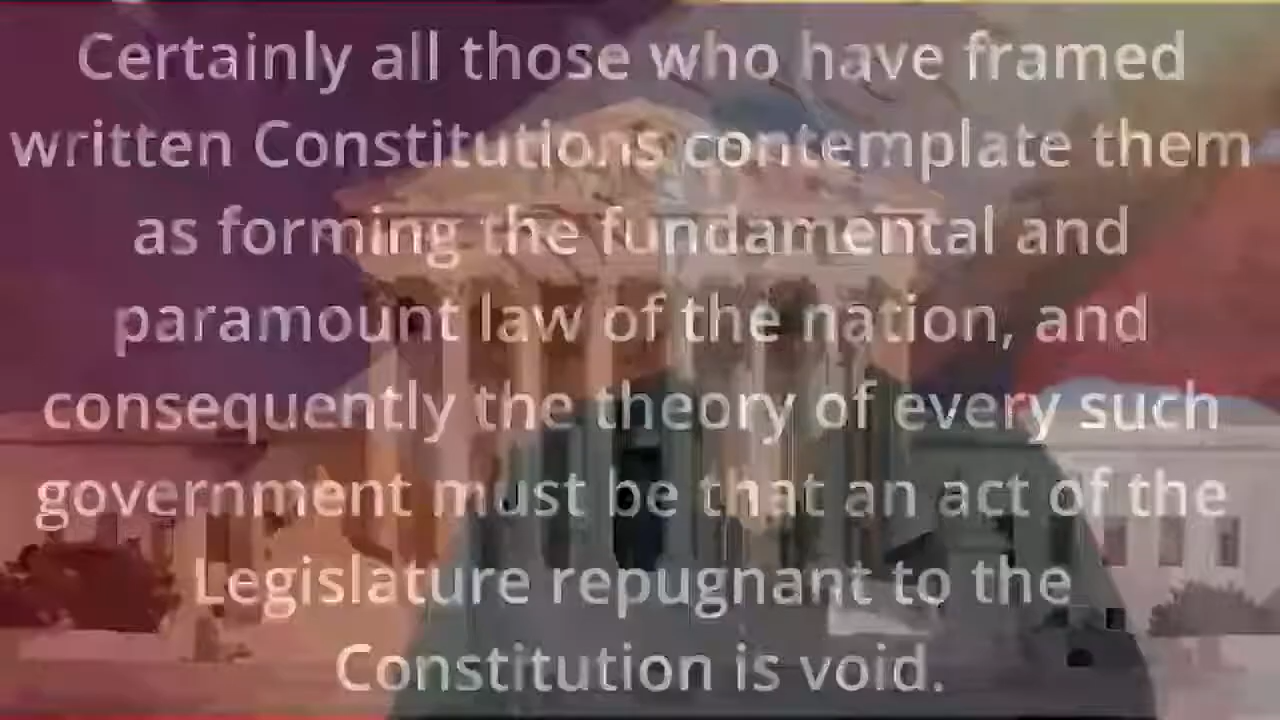 Certainly all those who have framed
written Constitutions contemplate them
as forming the fundamental and
paramount law of the nation, and
consequently the theory of every such
government must be that an act of the
Legislature repugnant to the
Constitution is void.